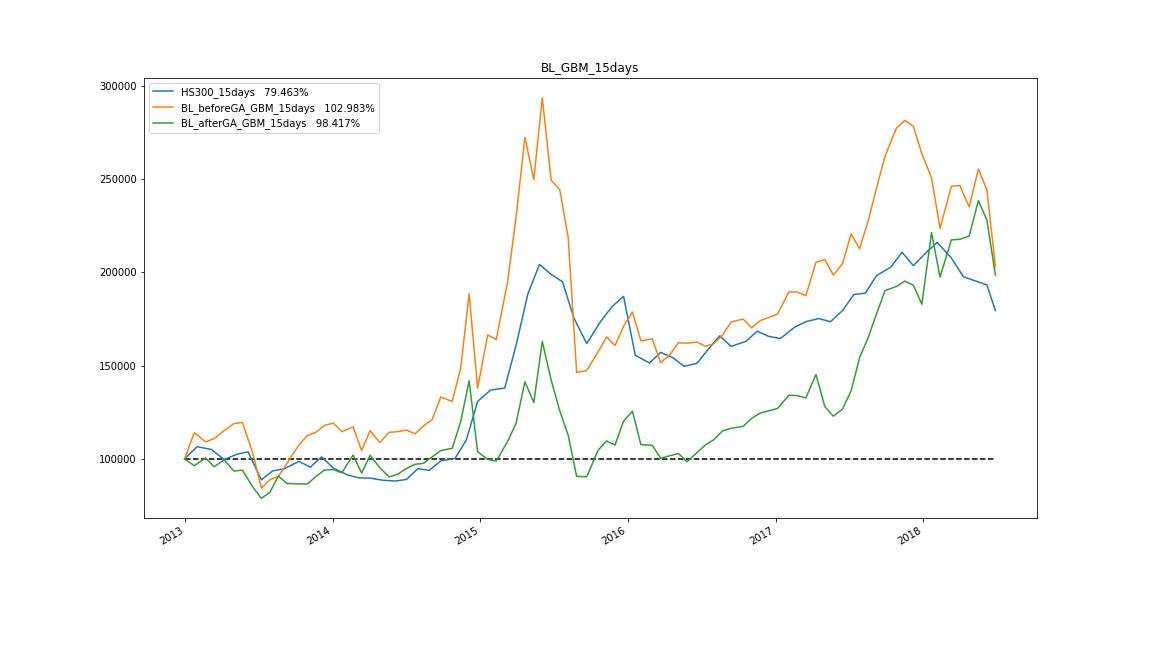 BL_GBM_15days
HS300_15days 79.463%
BL_beforeGA_GBM_15days 102.983%
BL_afterGA_GBM_15days 98.417%
300000
250000
200000
150000
100000
2013
2014
2015
2016
2017
2018